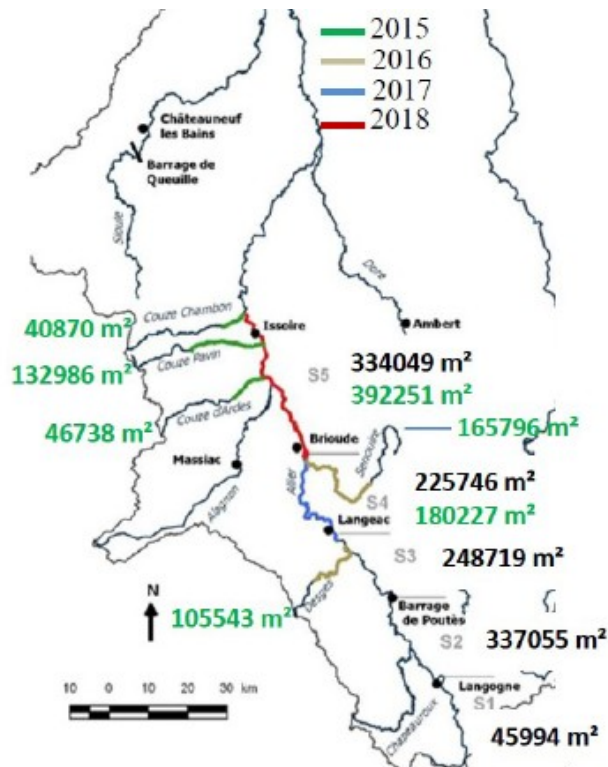 2015
2016
2017
2018
Châteauneuf
les Bains
Barrage de
Queuille
Sioule
Dore
Ambert
Couze Chambon
40870 m²
Issoire
Couze Pavin
132986 m²
334049 m²
S5
392251 m²
Couze d'Ardes
46738 m²
165796 m²
Brioude
Senouire
Massiac
Allier
225746 m²
S4
180227 m²
Alagnon
Langeac
S3
248719 m²
Desges
105543 m²
N
Barrage
de Poutès
S2
337055 m²
10 0 10 20 30 km
Langogne
S1
Chapeauroux
45994 m²